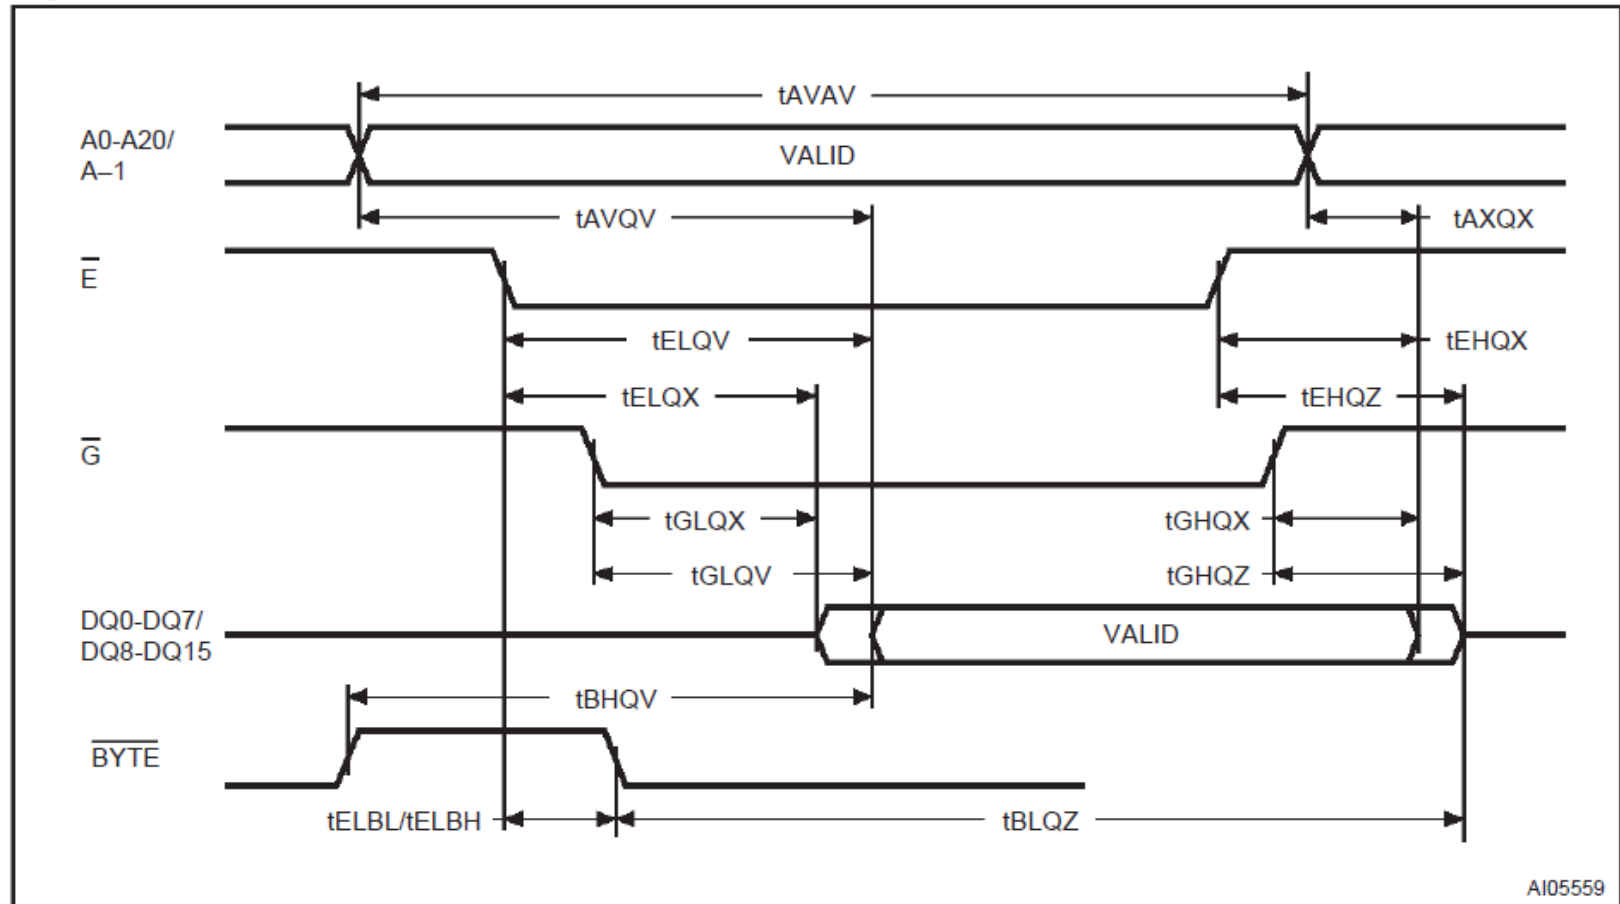 tAVAV
A0-A20/
A–1
VALID
tAVQV
tAXQX
E
tELQV
tEHQX
tELQX
tEHQZ
G
tGLQX
tGHQX
tGLQV
tGHQZ
DQ0-DQ7/
DQ8-DQ15
VALID
tBHQV
BYTE
tELBL/tELBH
tBLQZ
AI05559